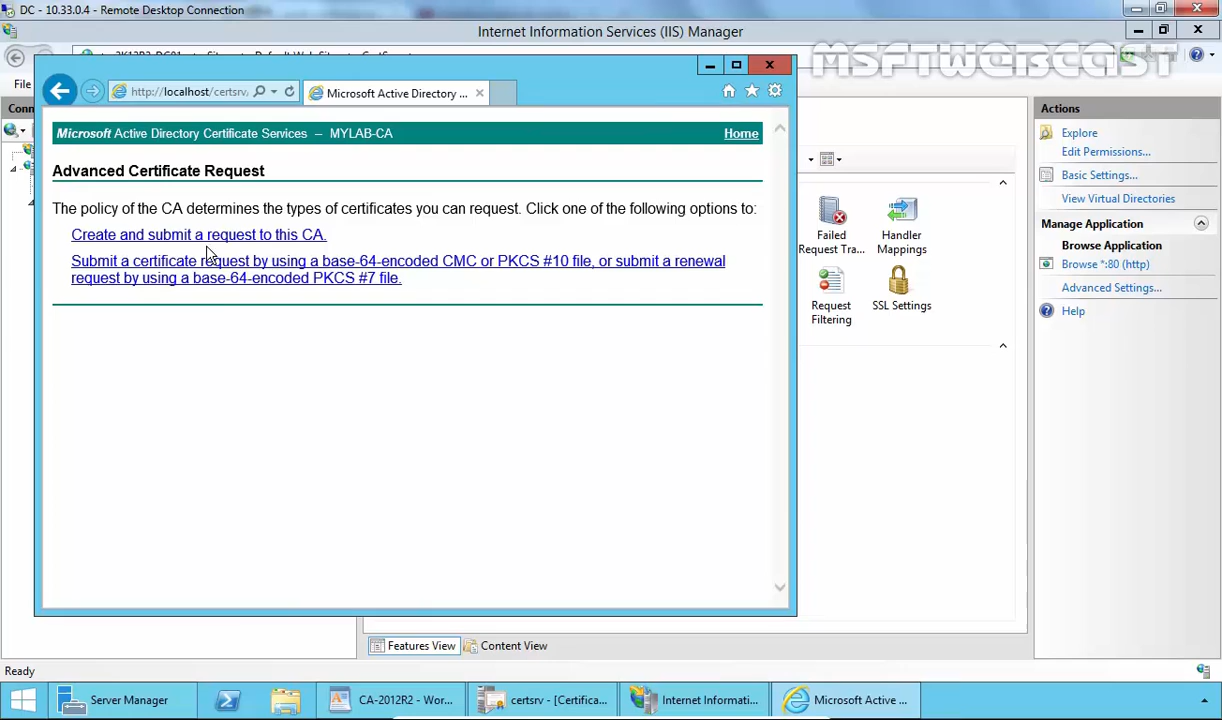 DC - 10.33.0.4 - Remote Desktop Connection
Internet Information Services (IIS) Manager
MSFTWEBCAST
File
http://localhost/certsrv/
Microsoft Active Directory ...
Conn
Actions
Microsoft Active Directory Certificate Services – MYLAB-CA
Home
Explore
Edit Permissions...
Advanced Certificate Request
Basic Settings...
View Virtual Directories
The policy of the CA determines the types of certificates you can request. Click one of the following options to:
Manage Application
Create and submit a request to this CA.
Failed Request Tra...
Handler Mappings
Browse Application
Submit a certificate request by using a base-64-encoded CMC or PKCS #10 file, or submit a renewal
request by using a base-64-encoded PKCS #7 file.
Browse *:80 (http)
Advanced Settings...
Request Filtering
SSL Settings
Help
Features View
Content View
Ready
Server Manager
CA-2012R2 - Wor...
certsrv - [Certifica...
Internet Informati...
Microsoft Active ...